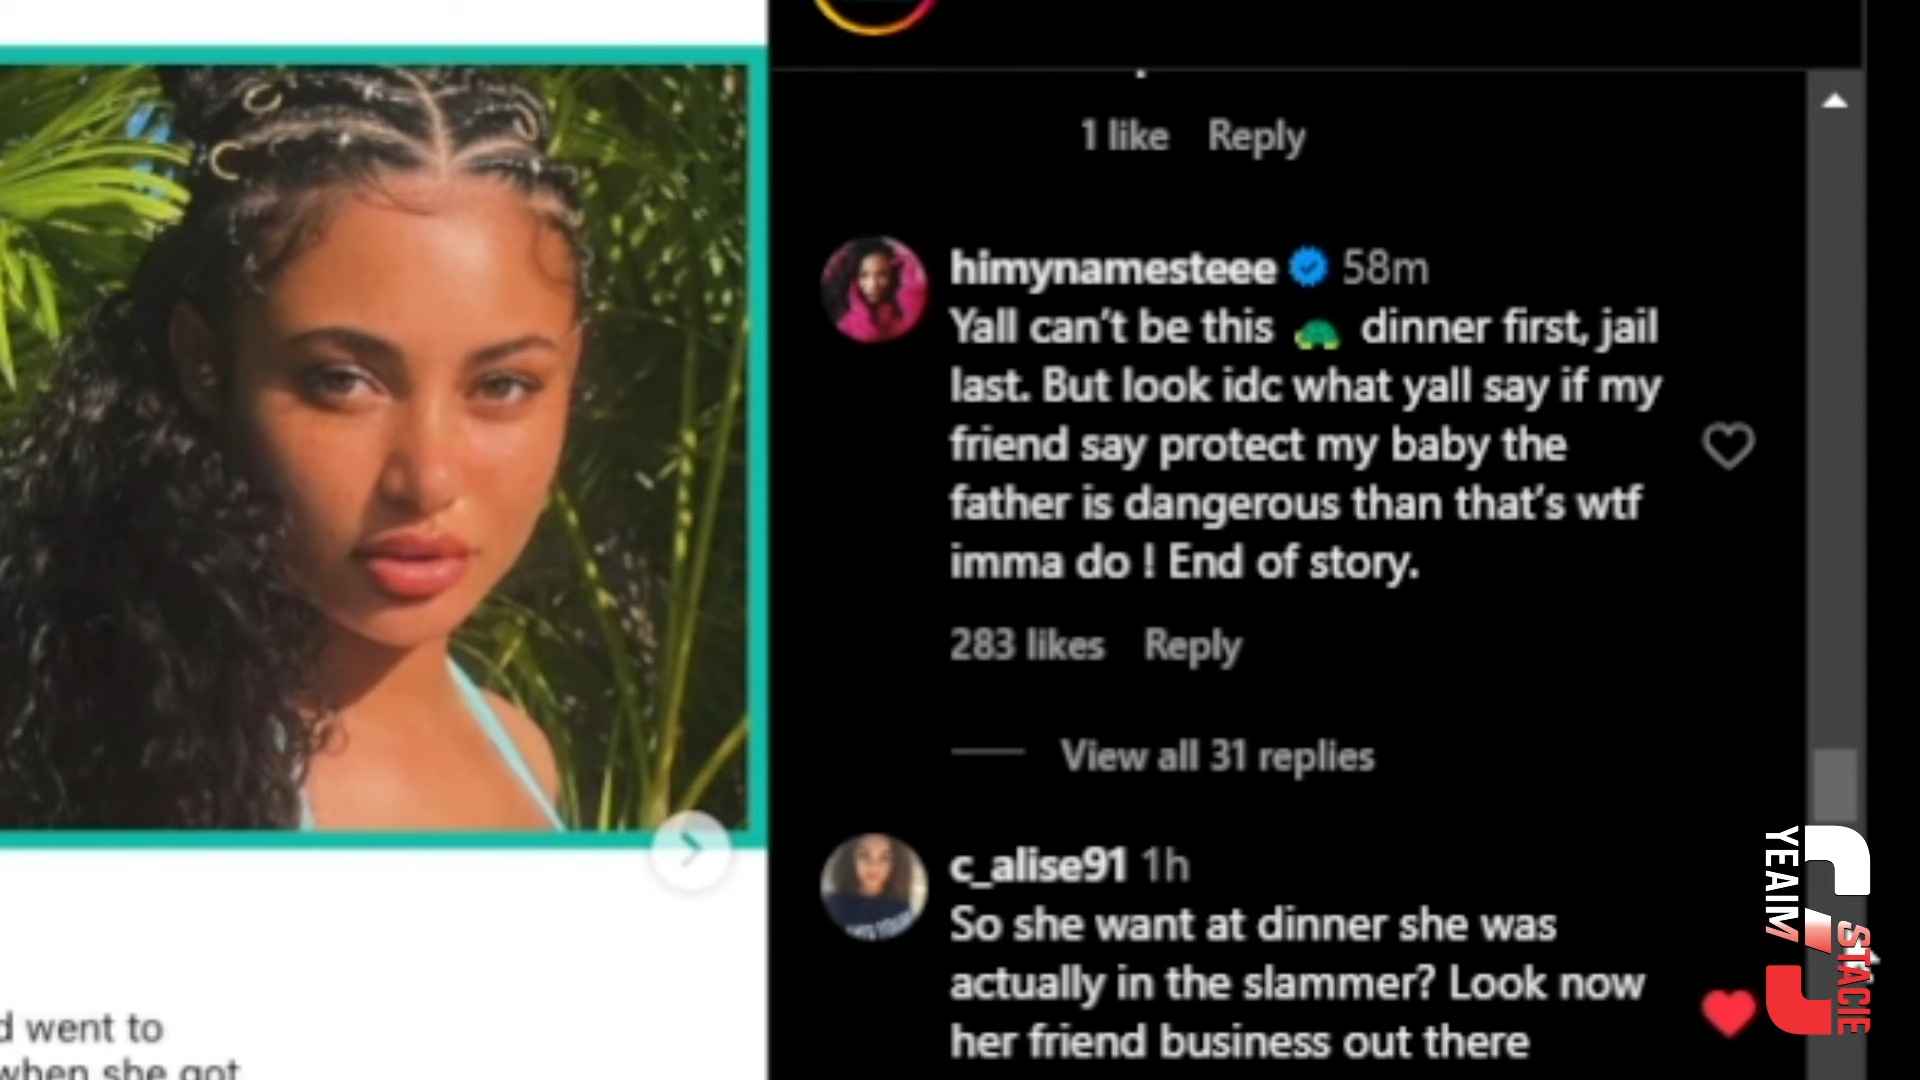 1 like Reply
himynamesteee 58m
Yall can't be this 🐢 dinner first, jail
last. But look idc what yall say if my
friend say protect my baby the
father is dangerous than that's wtf
imma do ! End of story.
283 likes Reply
View all 31 replies
c_alise91 1h
So she want at dinner she was
actually in the slammer? Look now
her friend business out there
d went to
when she got
YEAIM
STACIE